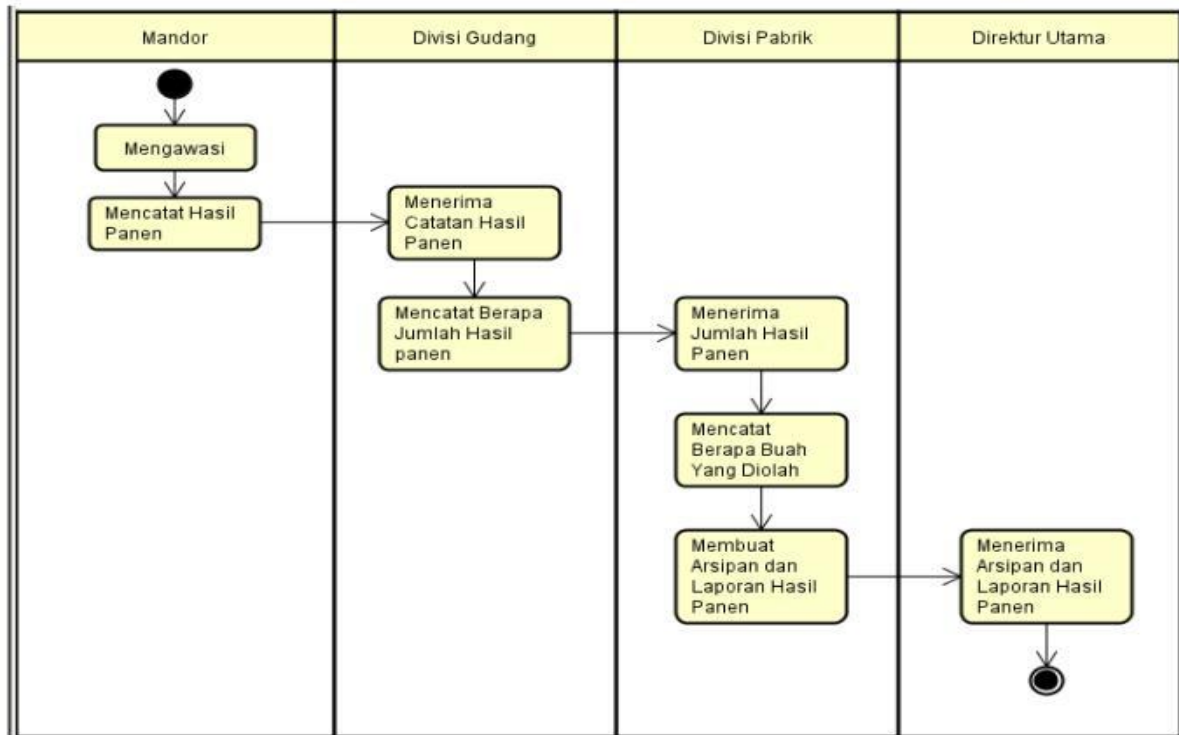 Mandor
Divisi Gudang
Divisi Pabrik
Direktur Utama
Mengawasi
Mencatat Hasil
Panen
Menerima
Catatan Hasil
Panen
Mencatat Berapa
Jumlah Hasil
panen
Menerima
Jumlah Hasil
Panen
Mencatat
Berapa Buah
Yang Diolah
Membuat
Arsipan dan
Laporan Hasil
Panen
Menerima
Arsipan dan
Laporan Hasil
Panen